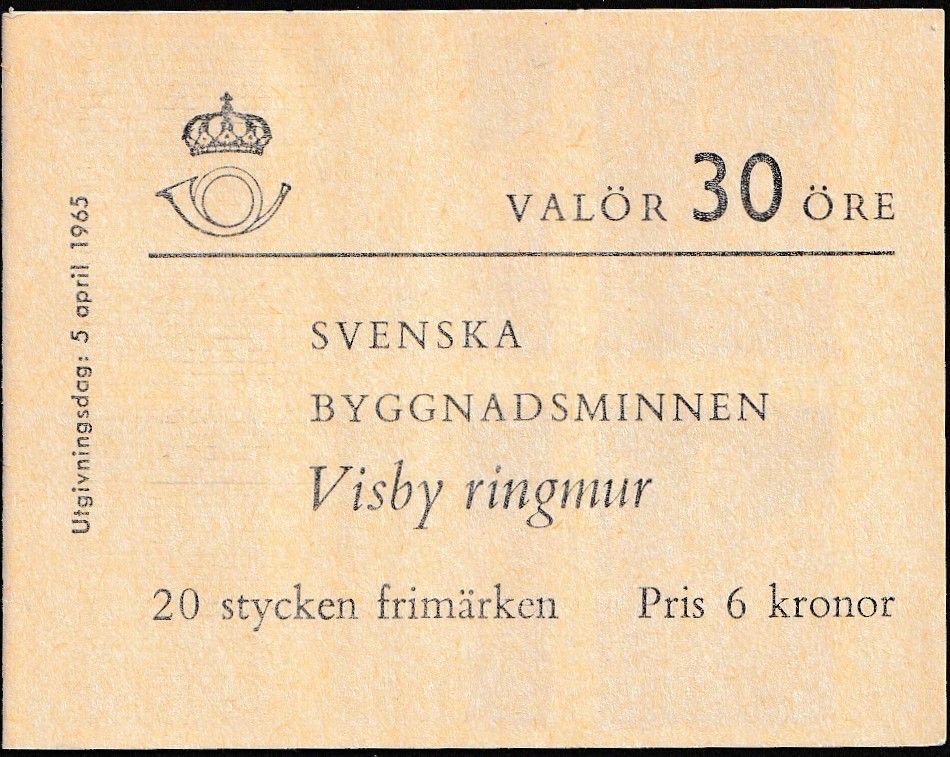 VALÖR 30 ÖRE
SVENSKA
BYGGNADSMINNEN
Visby ringmur
20 stycken frimärken Pris 6 kronor
Utgivningsdag: 5 april 1965